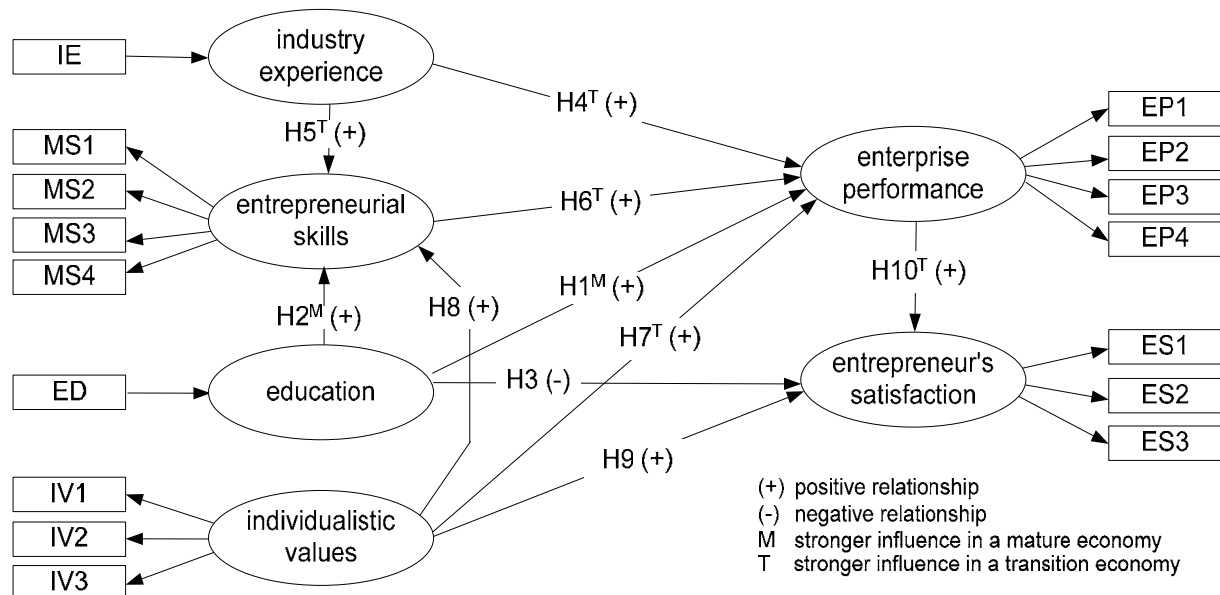 IE
industry
experience
H4ᵀ (+)
H5ᵀ (+)
EP1
EP2
EP3
EP4
MS1
MS2
MS3
MS4
entrepreneurial
skills
H6ᵀ (+)
enterprise
performance
H10ᵀ (+)
H2ᴹ (+)
H8 (+)
H1ᴹ (+)
H7ᵀ (+)
ED
education
H3 (-)
entrepreneur's
satisfaction
ES1
ES2
ES3
H9 (+)
IV1
IV2
IV3
individualistic
values
(+) positive relationship
(-) negative relationship
M stronger influence in a mature economy
T stronger influence in a transition economy